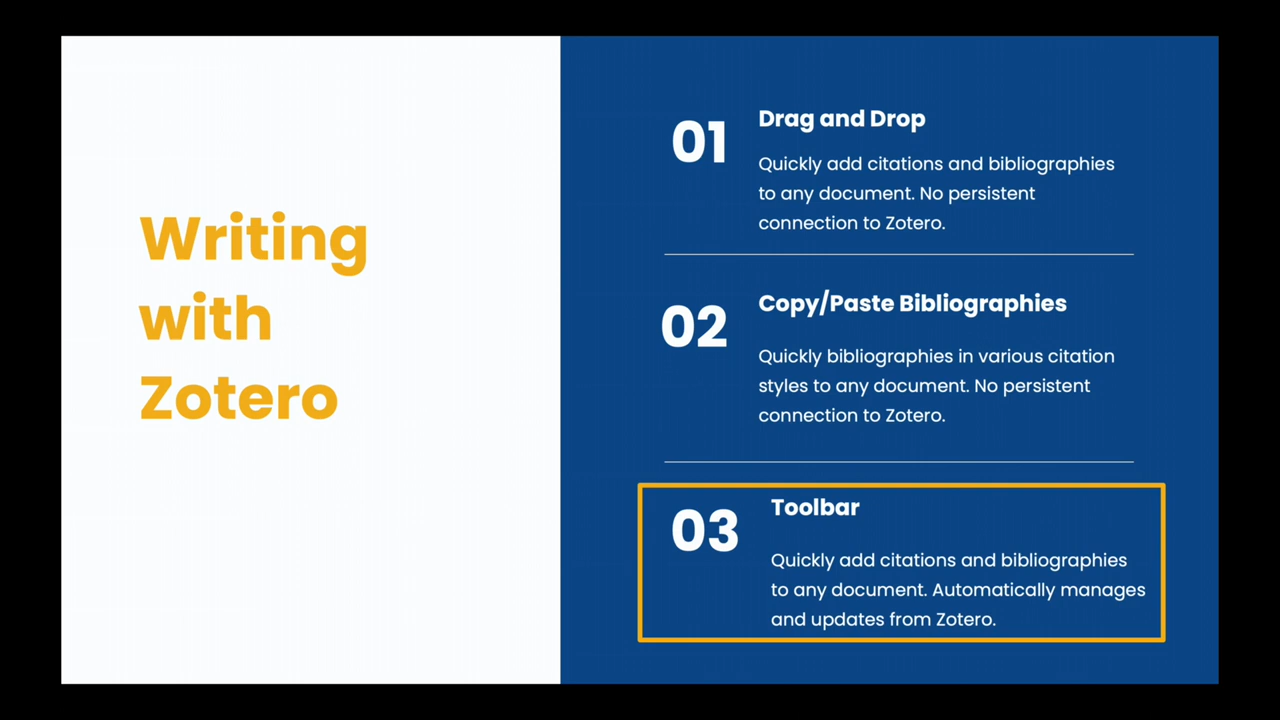 Writing
with
Zotero
01
Drag and Drop
Quickly add citations and bibliographies
to any document. No persistent
connection to Zotero.
02
Copy/Paste Bibliographies
Quickly bibliographies in various citation
styles to any document. No persistent
connection to Zotero.
03
Toolbar
Quickly add citations and bibliographies
to any document. Automatically manages
and updates from Zotero.